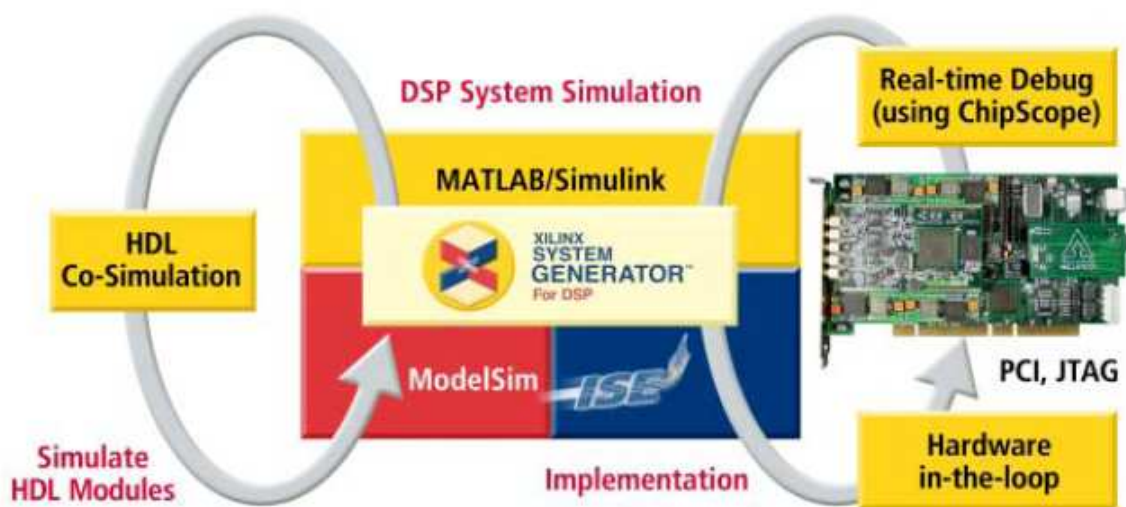 DSP System Simulation
Real-time Debug
(using ChipScope)
MATLAB/Simulink
HDL
Co-Simulation
XILINX
SYSTEM
GENERATOR™
For DSP
ModelSim
ISE
PCI, JTAG
Simulate
HDL Modules
Implementation
Hardware
in-the-loop